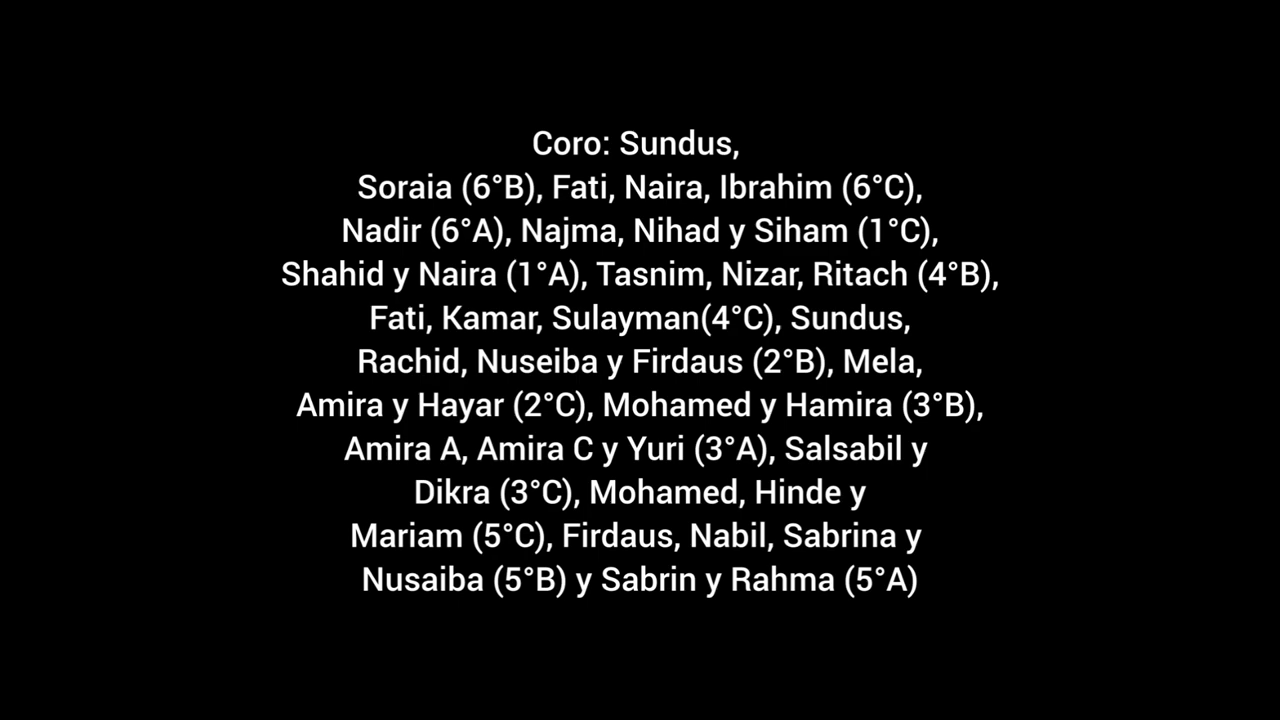 Coro: Sundus,
Soraia (6°B), Fati, Naira, Ibrahim (6°C),
Nadir (6°A), Najma, Nihad y Siham (1°C),
Shahid y Naira (1°A), Tasnim, Nizar, Ritach (4°B),
Fati, Kamar, Sulayman(4°C), Sundus,
Rachid, Nuseiba y Firdaus (2°B), Mela,
Amira y Hayar (2°C), Mohamed y Hamira (3°B),
Amira A, Amira C y Yuri (3°A), Salsabil y
Dikra (3°C), Mohamed, Hinde y
Mariam (5°C), Firdaus, Nabil, Sabrina y
Nusaiba (5°B) y Sabrin y Rahma (5°A)